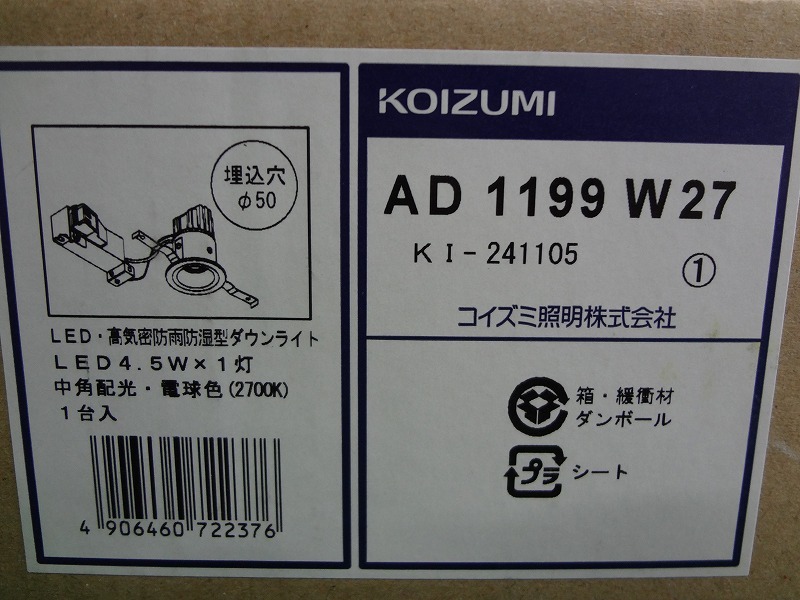 埋込穴
φ50
LED・高気密防雨防湿型ダウンライト
LED4.5W×1灯
中角配光・電球色(2700K)
1台入
4 906460 722376
KOIZUMI
AD 1199 W27
KI-241105
①
コイズミ照明株式会社
箱・緩衝材
ダンボール
プラ シート